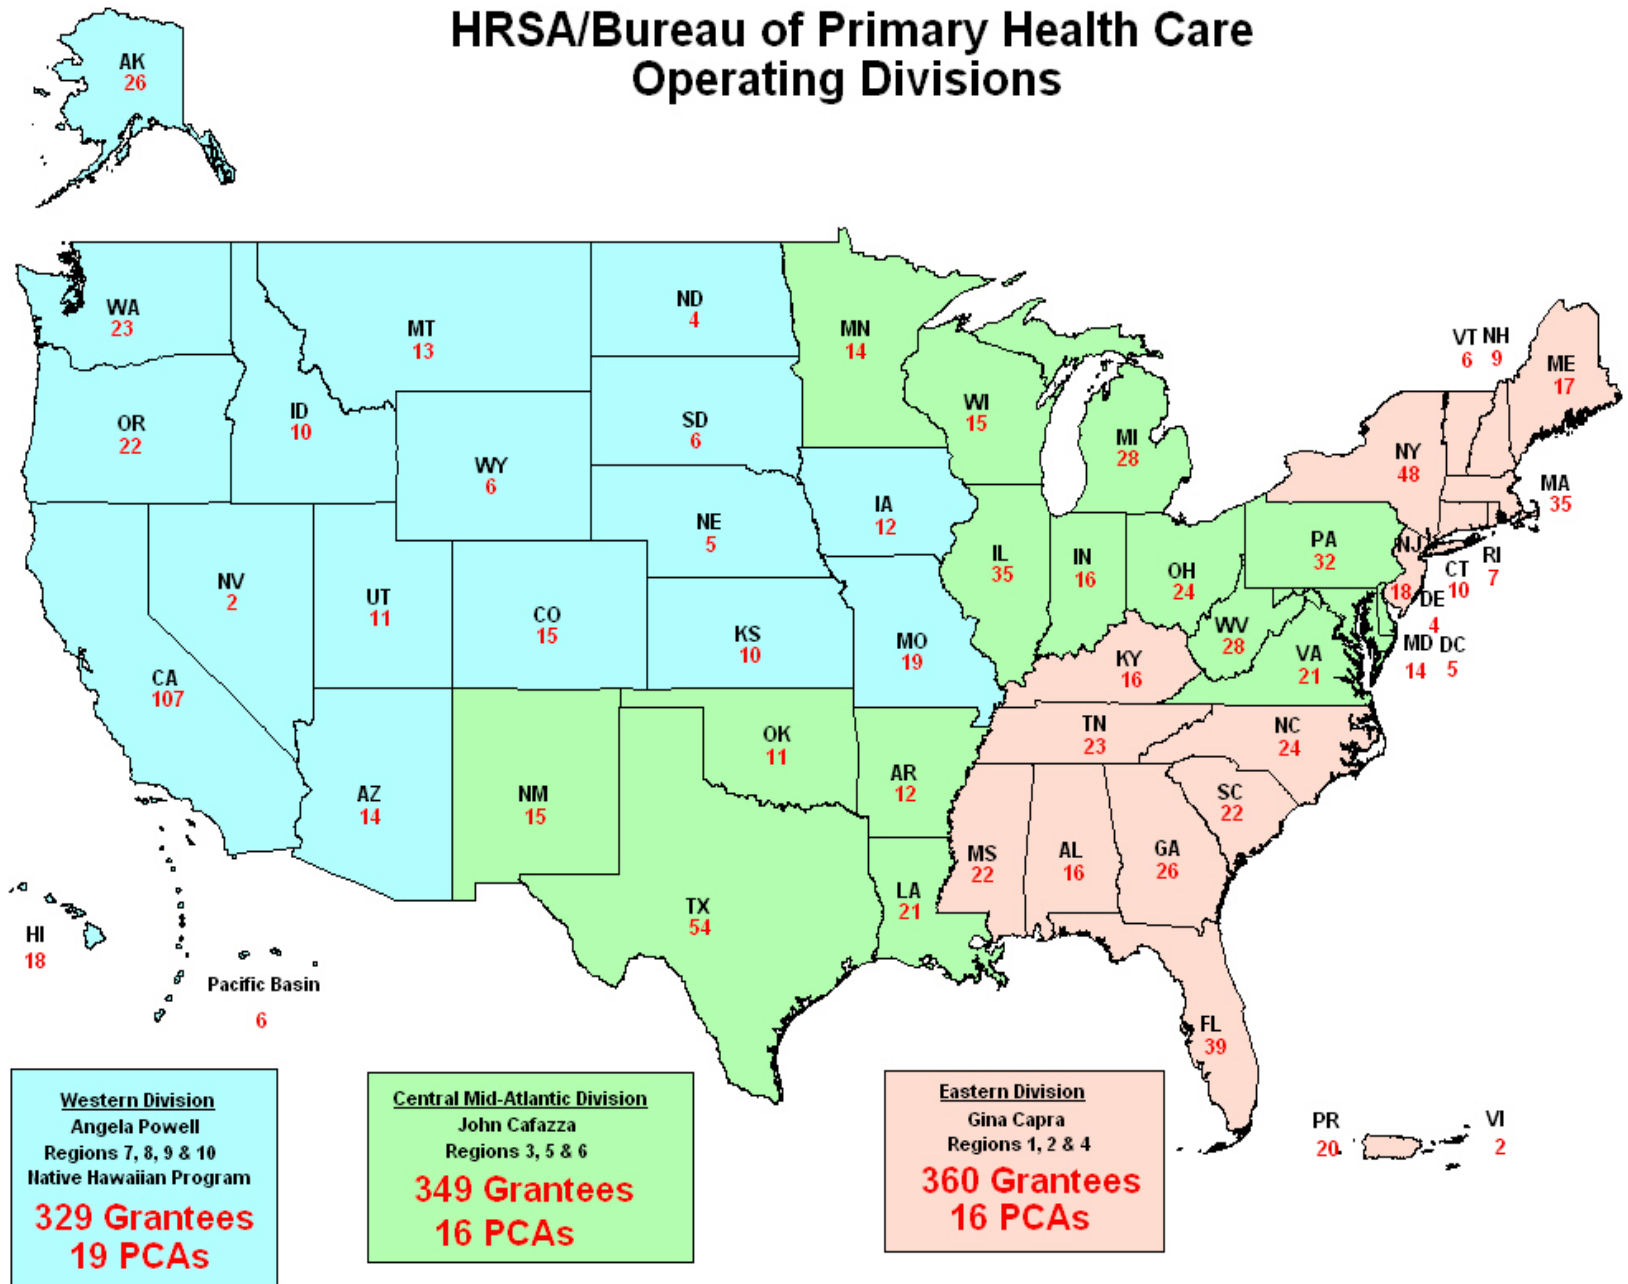 HRSA/Bureau of Primary Health Care
Operating Divisions
AK
26
WA
23
MT
13
ND
4
MN
14
VT NH
6 9
ME
17
OR
22
ID
10
WY
6
SD
6
WI
15
MI
28
NY
48
MA
35
NE
5
IA
12
IL
35
IN
16
OH
24
PA
32
NJ
18
CT
10
RI
7
DE
4
MD DC
14 5
NV
2
UT
11
CO
15
KS
10
MO
19
WV
28
VA
21
KY
16
CA
107
TN
23
NC
24
AZ
14
NM
15
OK
11
AR
12
SC
22
MS
22
AL
16
GA
26
TX
54
LA
21
HI
18
Pacific Basin
6
FL
39
PR
20
VI
2
Western Division
Angela Powell
Regions 7, 8, 9 & 10
Native Hawaiian Program
329 Grantees
19 PCAs
Central Mid-Atlantic Division
John Cafazza
Regions 3, 5 & 6
349 Grantees
16 PCAs
Eastern Division
Gina Capra
Regions 1, 2 & 4
360 Grantees
16 PCAs